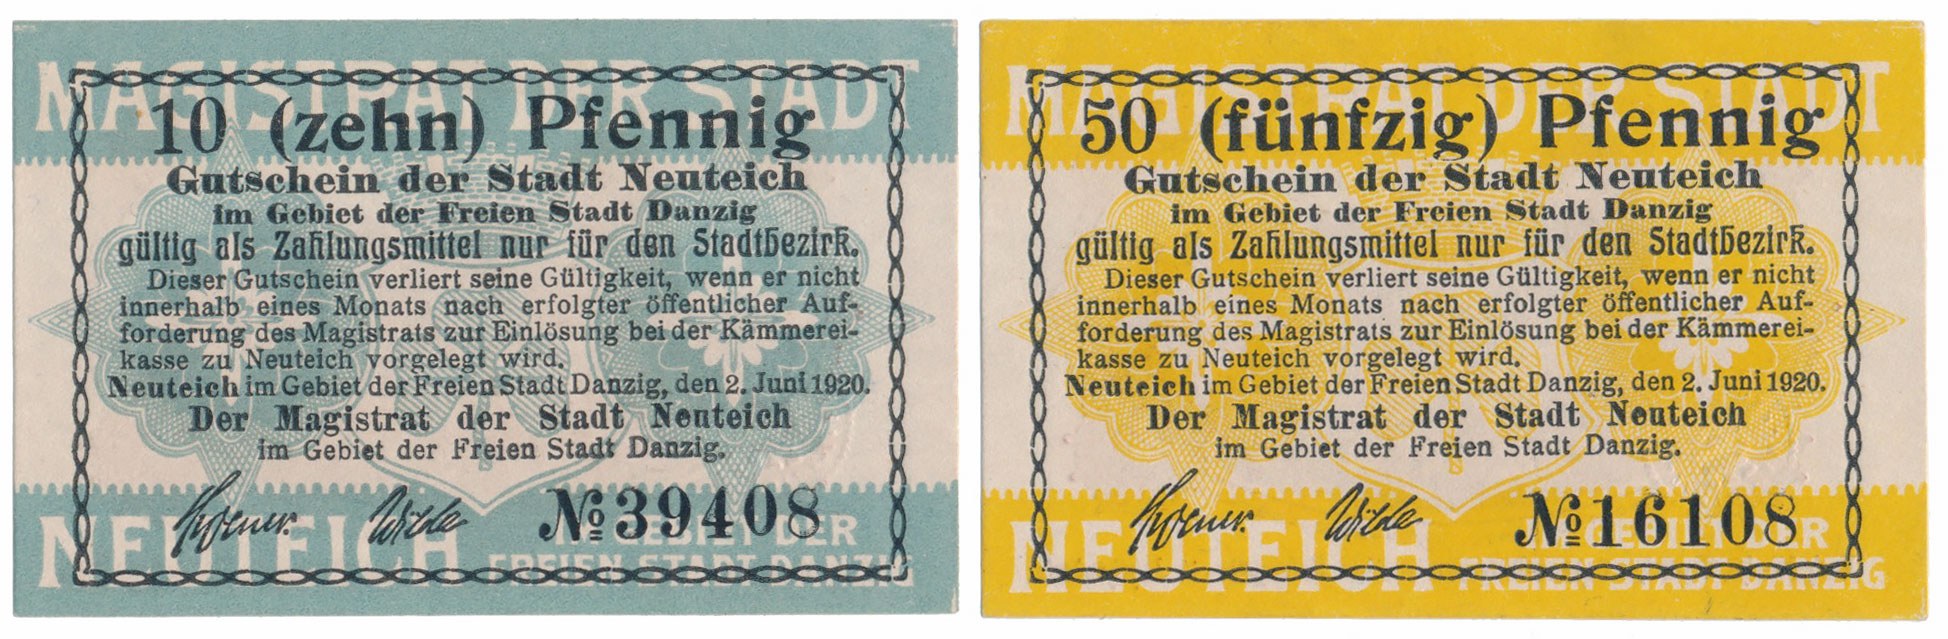 MAGISTRAT DER STADT
10 (zehn) Pfennig
Gutschein der Stadt Neuteich
im Gebiet der Freien Stadt Danzig
gültig als Zahlungsmittel nur für den Stadtbezirk.
Dieser Gutschein verliert seine Gültigkeit, wenn er nicht
innerhalb eines Monats nach erfolgter öffentlicher Auf-
forderung des Magistrats zur Einlösung bei der Kämmerei-
kasse zu Neuteich vorgelegt wird.
Neuteich im Gebiet der Freien Stadt Danzig, den 2. Juni 1920.
Der Magistrat der Stadt Neuteich
im Gebiet der Freien Stadt Danzig.
Wilde
№ 39408
NEUTEICH
IM GEBIET DER
FREIEN STADT DANZIG
MAGISTRAT DER STADT
50 (fünfzig) Pfennig
Gutschein der Stadt Neuteich
im Gebiet der Freien Stadt Danzig
gültig als Zahlungsmittel nur für den Stadtbezirk.
Dieser Gutschein verliert seine Gültigkeit, wenn er nicht
innerhalb eines Monats nach erfolgter öffentlicher Auf-
forderung des Magistrats zur Einlösung bei der Kämmerei-
kasse zu Neuteich vorgelegt wird.
Neuteich im Gebiet der Freien Stadt Danzig, den 2. Juni 1920.
Der Magistrat der Stadt Neuteich
im Gebiet der Freien Stadt Danzig.
Wilde
№ 16108
NEUTEICH
IM GEBIET DER
FREIEN STADT DANZIG